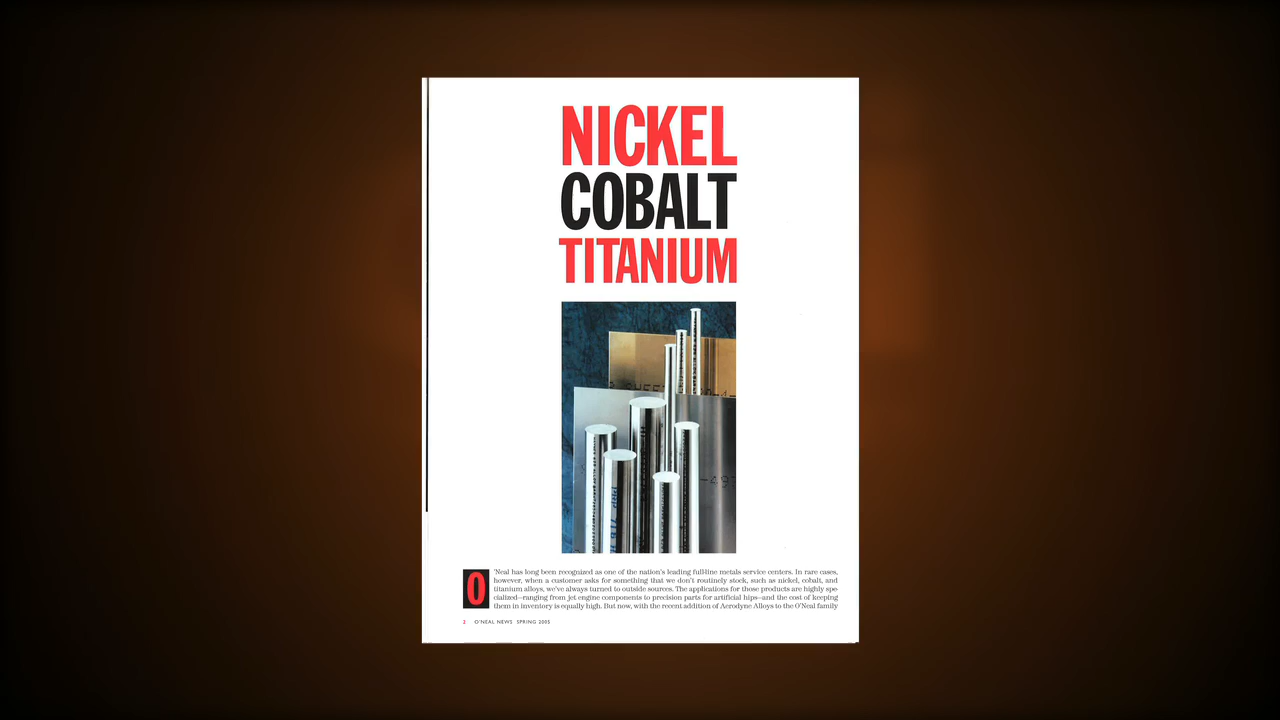 NICKEL
COBALT
TITANIUM
O'Neal has long been recognized as one of the nation's leading full-line metals service centers. In rare cases,
however, when a customer asks for something that we don't routinely stock, such as nickel, cobalt, and
titanium alloys, we've always turned to outside sources. The applications for those products are highly spe-
cialized—ranging from jet engine components to precision parts for artificial hips—and the cost of keeping
them in inventory is equally high. But now, with the recent addition of Aerodyne Alloys to the O'Neal family
2 O'NEAL NEWS SPRING 2005